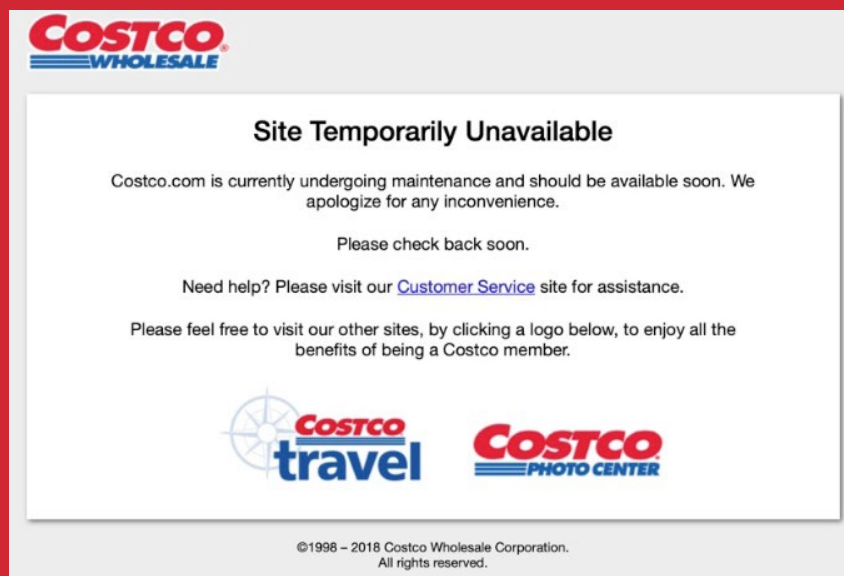 COSTCO
WHOLESALE
Site Temporarily Unavailable
Costco.com is currently undergoing maintenance and should be available soon. We
apologize for any inconvenience.
Please check back soon.
Need help? Please visit our Customer Service site for assistance.
Please feel free to visit our other sites, by clicking a logo below, to enjoy all the
benefits of being a Costco member.
COSTCO
travel
COSTCO
PHOTO CENTER
©1998 – 2018 Costco Wholesale Corporation.
All rights reserved.